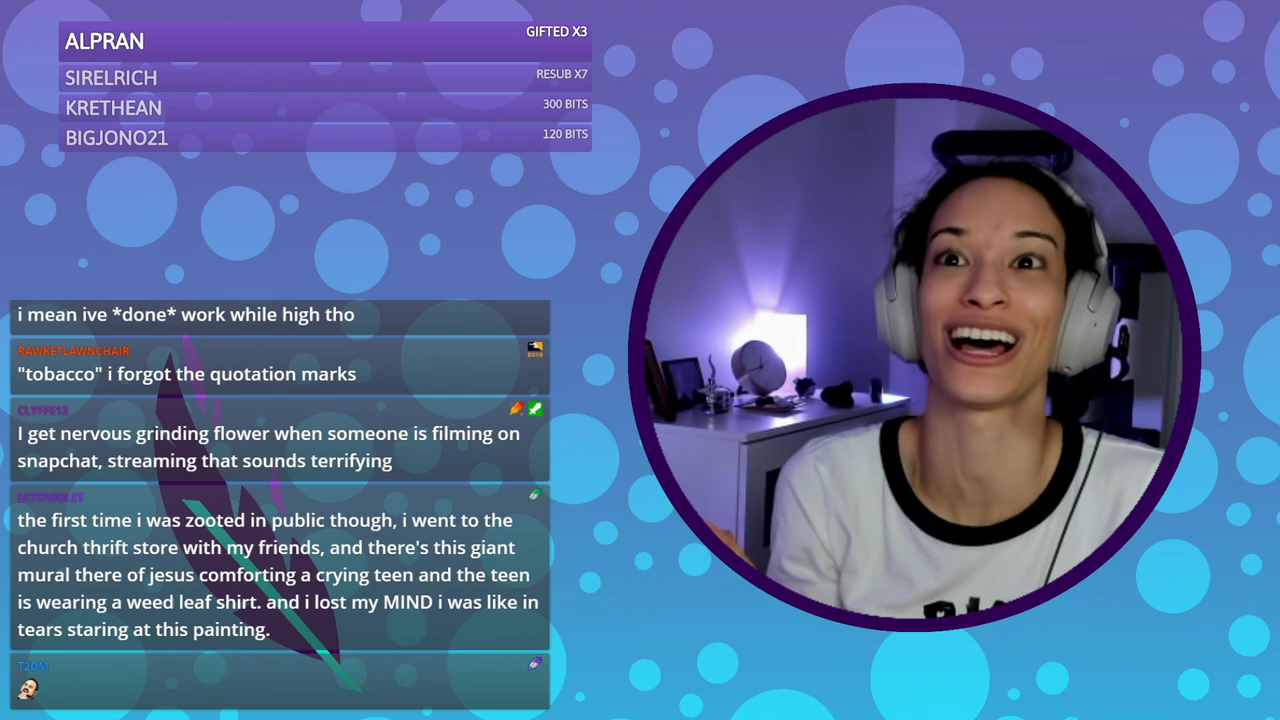 ALPRAN GIFTED X3
SIRELRICH RESUB X7
KRETHEAN 300 BITS
BIGJONO21 120 BITS
i mean ive *done* work while high tho
RAWKETLAWNCHAIR
2019
"tobacco" i forgot the quotation marks
CLYFFE12
I get nervous grinding flower when someone is filming on
snapchat, streaming that sounds terrifying
the first time i was zooted in public though, i went to the
church thrift store with my friends, and there's this giant
mural there of jesus comforting a crying teen and the teen
is wearing a weed leaf shirt. and i lost my MIND i was like in
tears staring at this painting.
TZDM